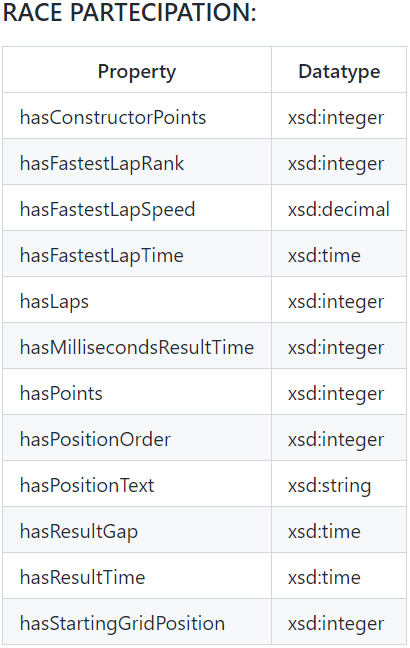 RACE PARTECIPATION:
Property Datatype
hasConstructorPoints xsd:integer
hasFastestLapRank xsd:integer
hasFastestLapSpeed xsd:decimal
hasFastestLapTime xsd:time
hasLaps xsd:integer
hasMillisecondsResultTime xsd:integer
hasPoints xsd:integer
hasPositionOrder xsd:integer
hasPositionText xsd:string
hasResultGap xsd:time
hasResultTime xsd:time
hasStartingGridPosition xsd:integer